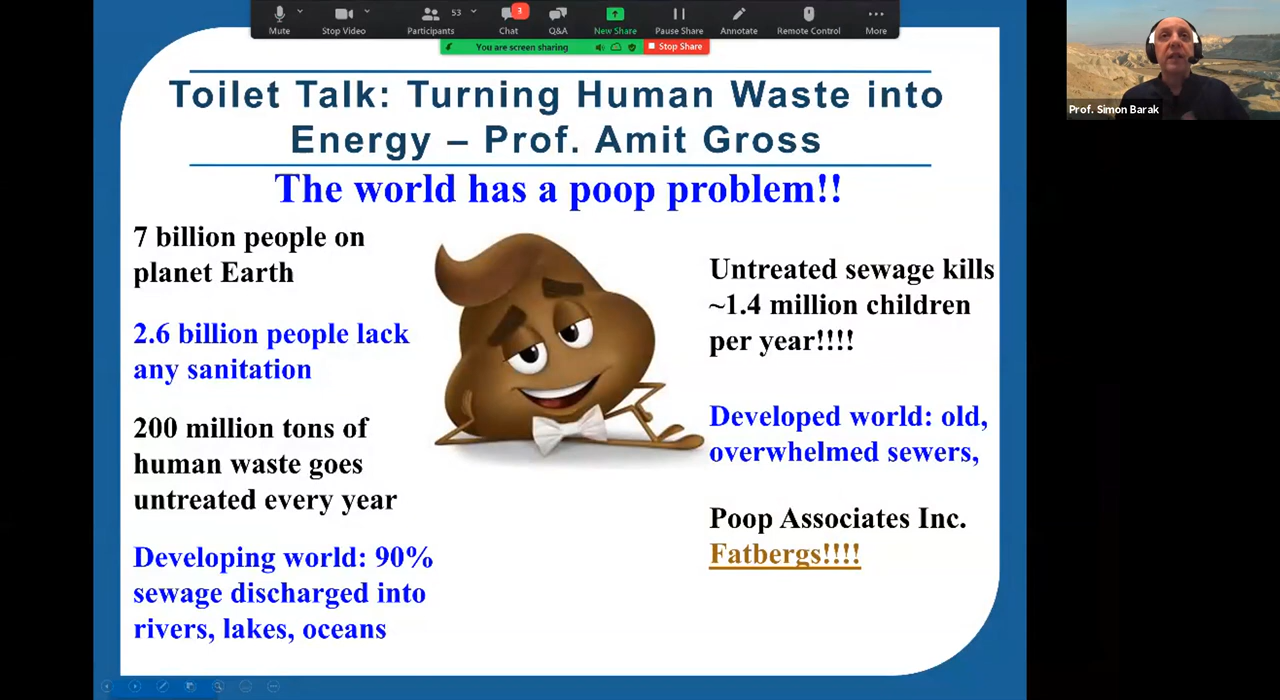 53
3
Mute
Stop Video
Participants
Chat
Q&A
New Share
Pause Share
Annotate
Remote Control
More
You are screen sharing
Stop Share
Prof. Simon Barak
Toilet Talk: Turning Human Waste into
Energy – Prof. Amit Gross
The world has a poop problem!!
7 billion people on
planet Earth
2.6 billion people lack
any sanitation
200 million tons of
human waste goes
untreated every year
Developing world: 90%
sewage discharged into
rivers, lakes, oceans
Untreated sewage kills
~1.4 million children
per year!!!!
Developed world: old,
overwhelmed sewers,
Poop Associates Inc.
Fatbergs!!!!